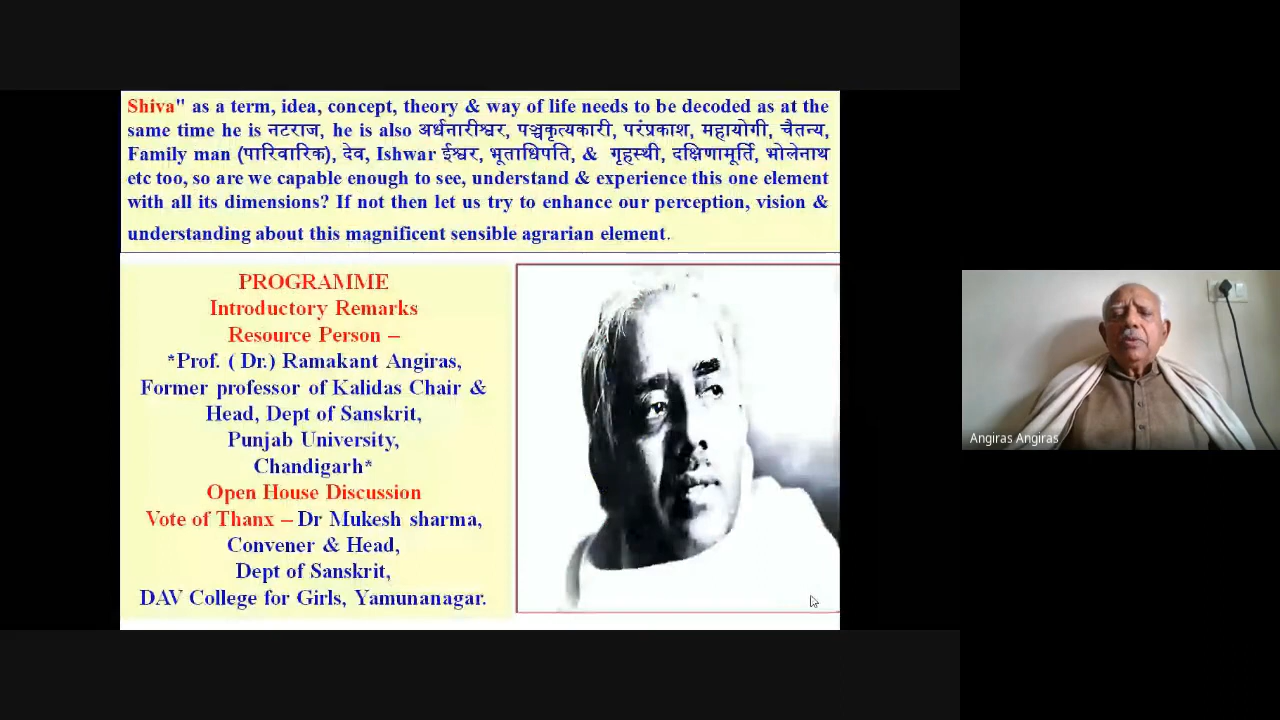 Shiva" as a term, idea, concept, theory & way of life needs to be decoded as at the
same time he is नटराज, he is also अर्धनारीश्वर, पञ्चकृत्यकारी, परंप्रकाश, महायोगी, चैतन्य,
Family man (पारिवारिक), देव, Ishwar ईश्वर, भूताधिपति, & गृहस्थी, दक्षिणामूर्ति, भोलेनाथ
etc too, so are we capable enough to see, understand & experience this one element
with all its dimensions? If not then let us try to enhance our perception, vision &
understanding about this magnificent sensible agrarian element.
PROGRAMME
Introductory Remarks
Resource Person –
*Prof. ( Dr.) Ramakant Angiras,
Former professor of Kalidas Chair &
Head, Dept of Sanskrit,
Punjab University,
Chandigarh*
Open House Discussion
Vote of Thanx – Dr Mukesh sharma,
Convener & Head,
Dept of Sanskrit,
DAV College for Girls, Yamunanagar.
Angiras Angiras